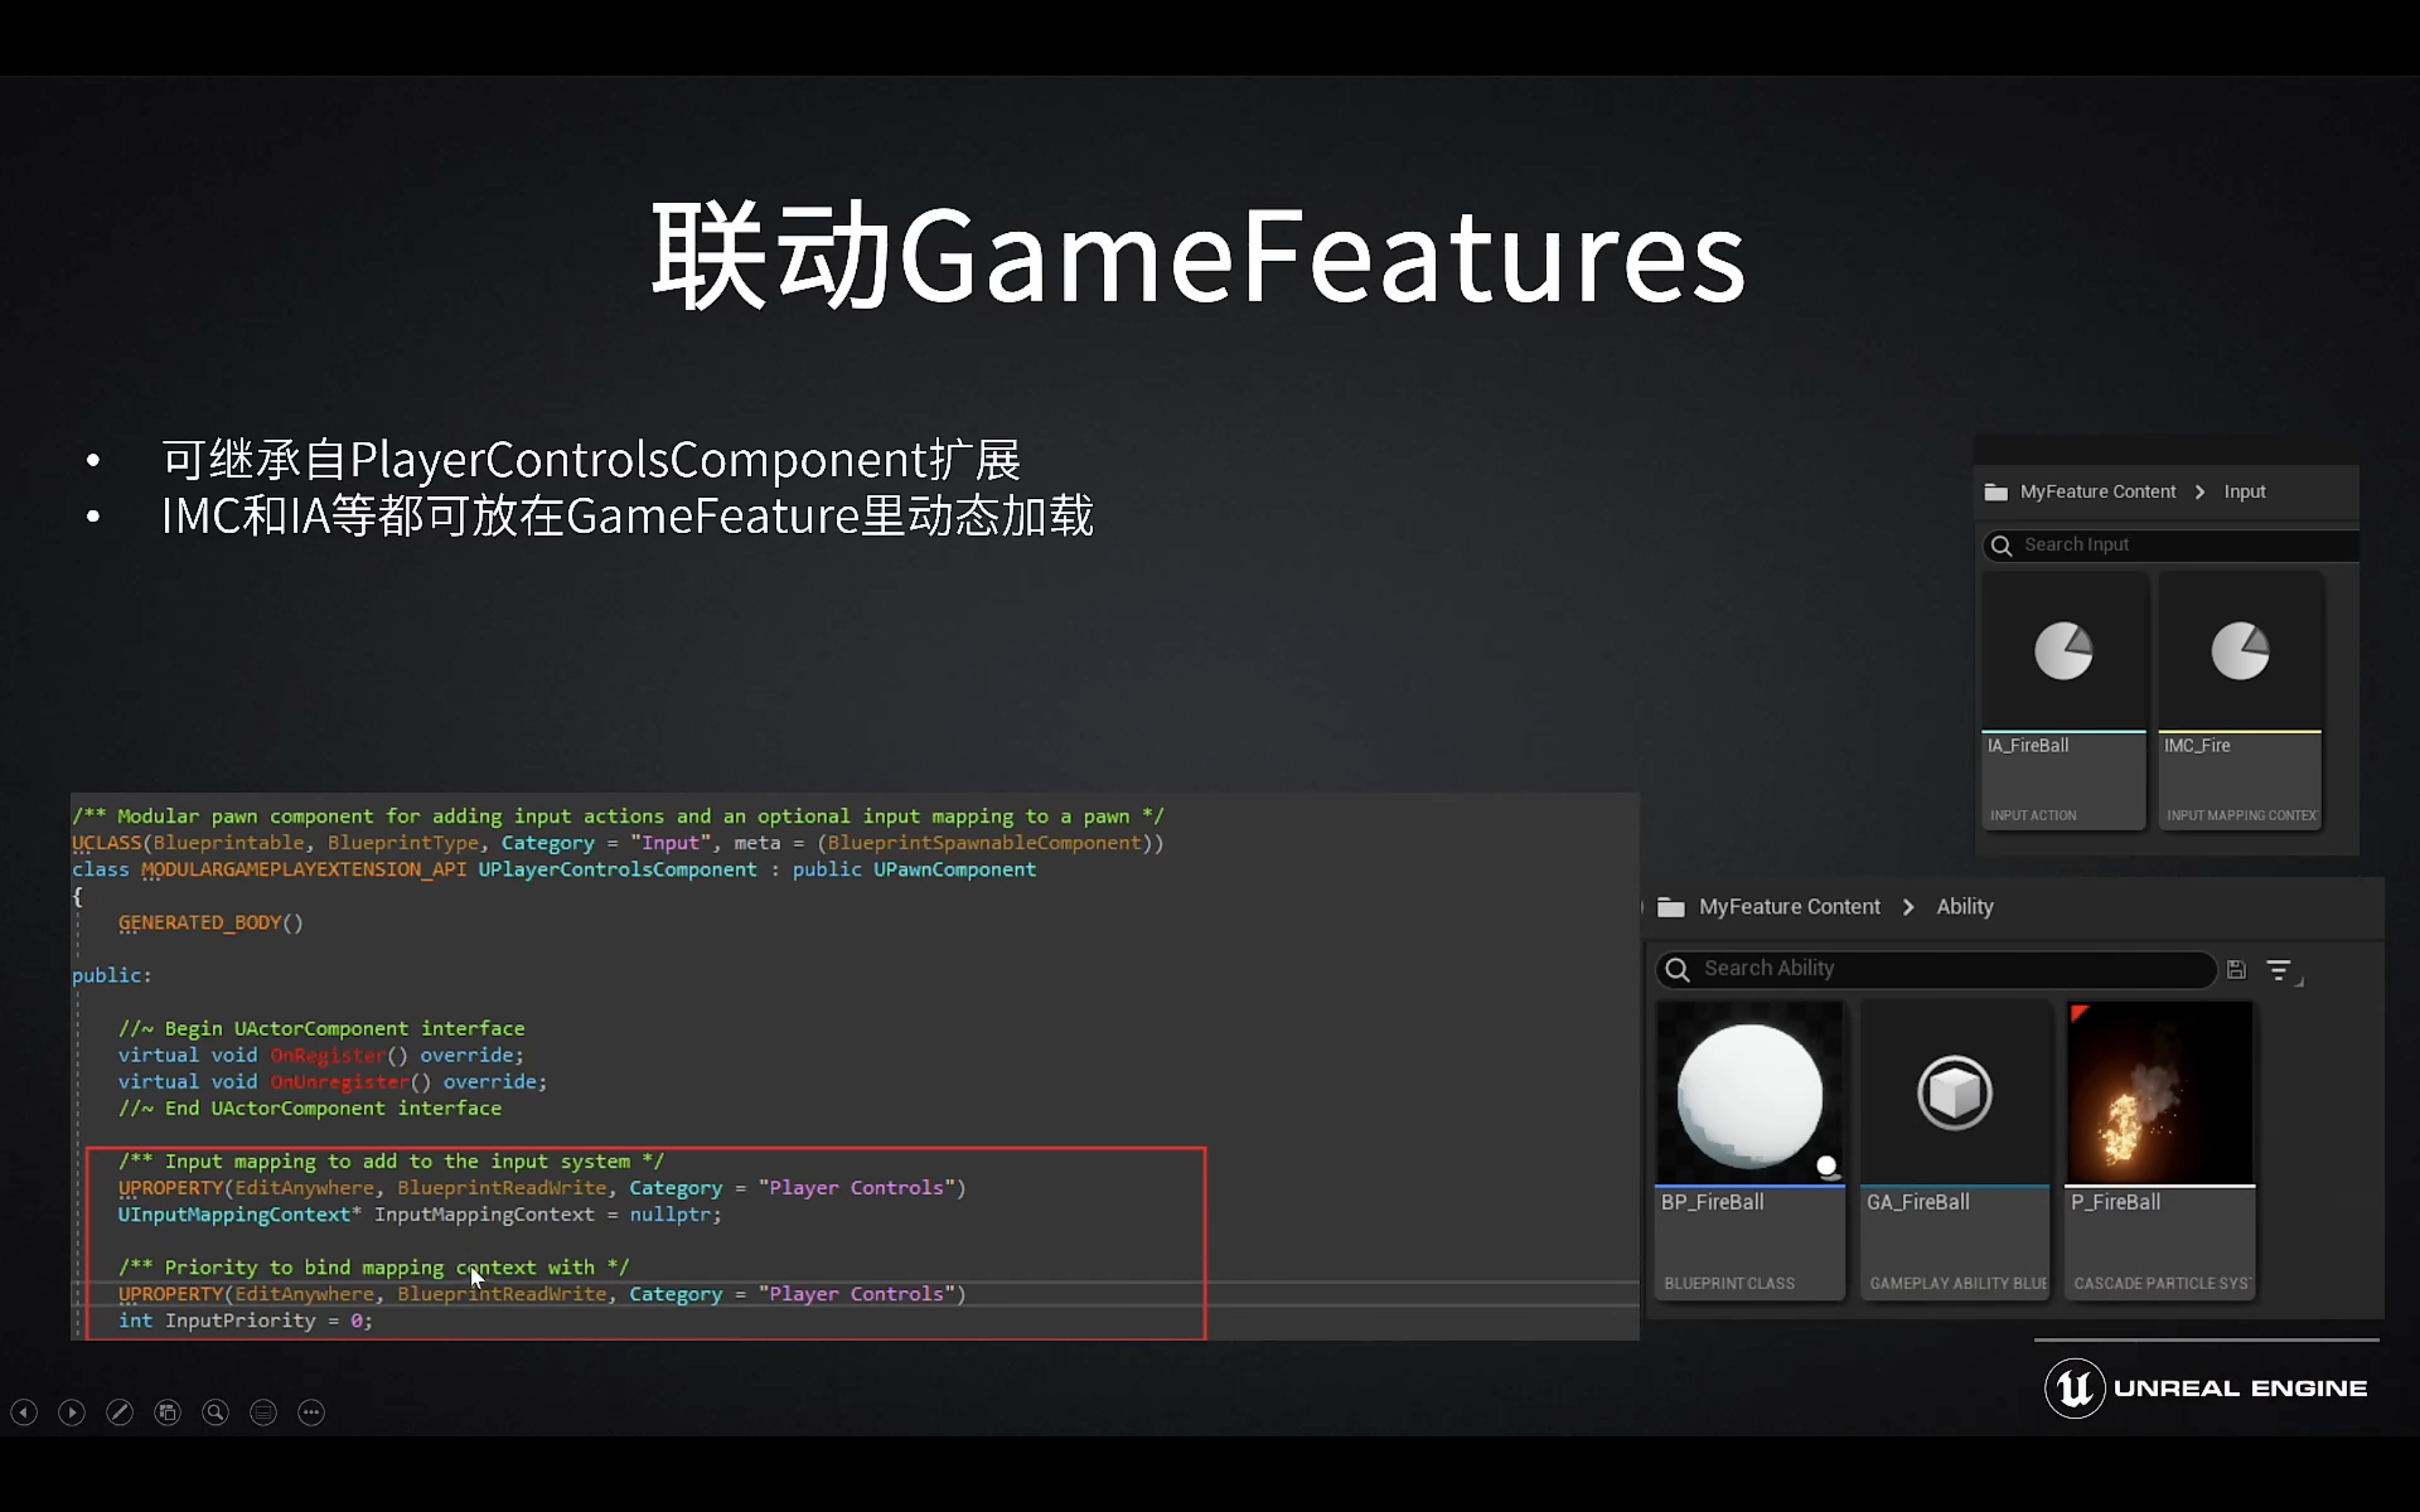 联动GameFeatures
• 可继承自PlayerControlsComponent扩展
• IMC和IA等都可放在GameFeature里动态加载
MyFeature Content > Input
Search Input
IA_FireBall
INPUT ACTION
IMC_Fire
INPUT MAPPING CONTEX
/** Modular pawn component for adding input actions and an optional input mapping to a pawn */
UCLASS(Blueprintable, BlueprintType, Category = "Input", meta = (BlueprintSpawnableComponent))
class MODULARGAMEPLAYEXTENSION_API UPlayerControlsComponent : public UPawnComponent
{
GENERATED_BODY()
public:
//~ Begin UActorComponent interface
virtual void OnRegister() override;
virtual void OnUnregister() override;
//~ End UActorComponent interface
/** Input mapping to add to the input system */
UPROPERTY(EditAnywhere, BlueprintReadWrite, Category = "Player Controls")
UInputMappingContext* InputMappingContext = nullptr;
/** Priority to bind mapping context with */
UPROPERTY(EditAnywhere, BlueprintReadWrite, Category = "Player Controls")
int InputPriority = 0;
MyFeature Content > Ability
Search Ability
BP_FireBall
BLUEPRINT CLASS
GA_FireBall
GAMEPLAY ABILITY BLUE
P_FireBall
CASCADE PARTICLE SYS
UNREAL ENGINE